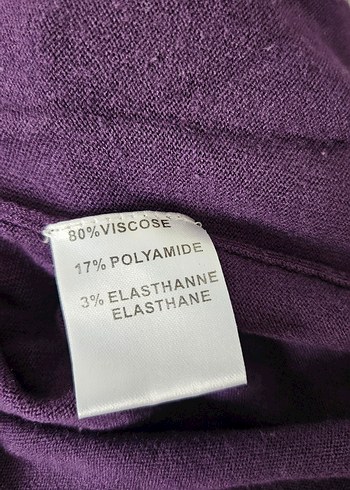 80%VISCOSE
17% POLYAMIDE
3% ELASTHANNE
ELASTHANE